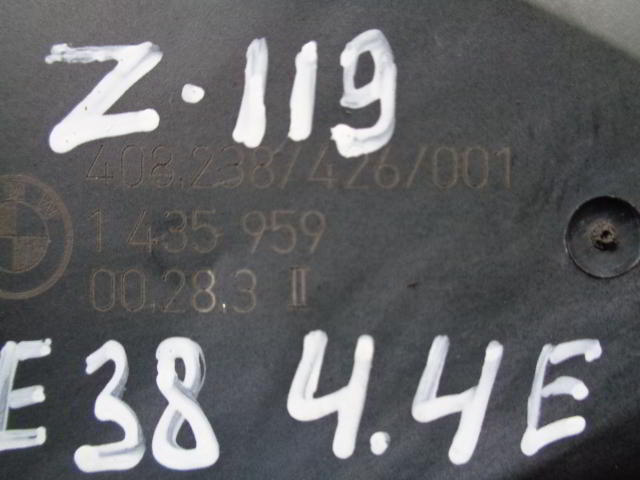 Z.119
408.238/426/001
1 435 959
00.28.3 II
E38 4.4E